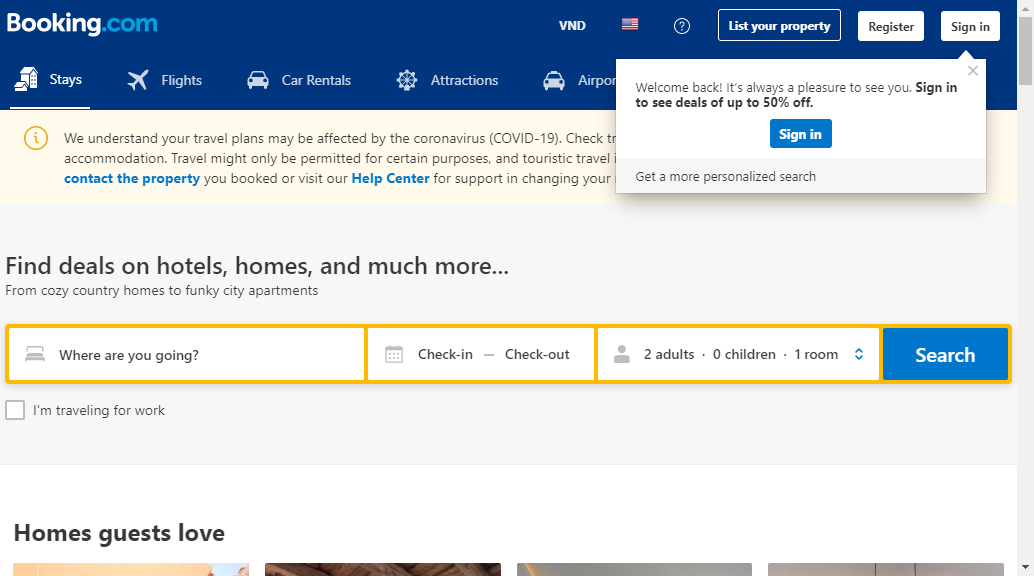 Booking.com
VND
List your property
Register
Sign in
Stays
Flights
Car Rentals
Attractions
Welcome back! It's always a pleasure to see you. Sign in
to see deals of up to 50% off.
Sign in
Get a more personalized search
We understand your travel plans may be affected by the coronavirus (COVID-19). Check
accommodation. Travel might only be permitted for certain purposes, and touristic travel
contact the property you booked or visit our Help Center for support in changing your
Find deals on hotels, homes, and much more...
From cozy country homes to funky city apartments
Where are you going?
Check-in — Check-out
2 adults · 0 children · 1 room
Search
I'm traveling for work
Homes guests love